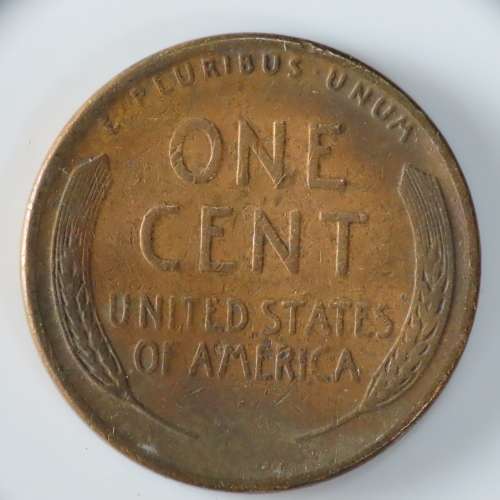 E PLURIBUS UNUM
ONE
CENT
UNITED STATES
OF AMERICA